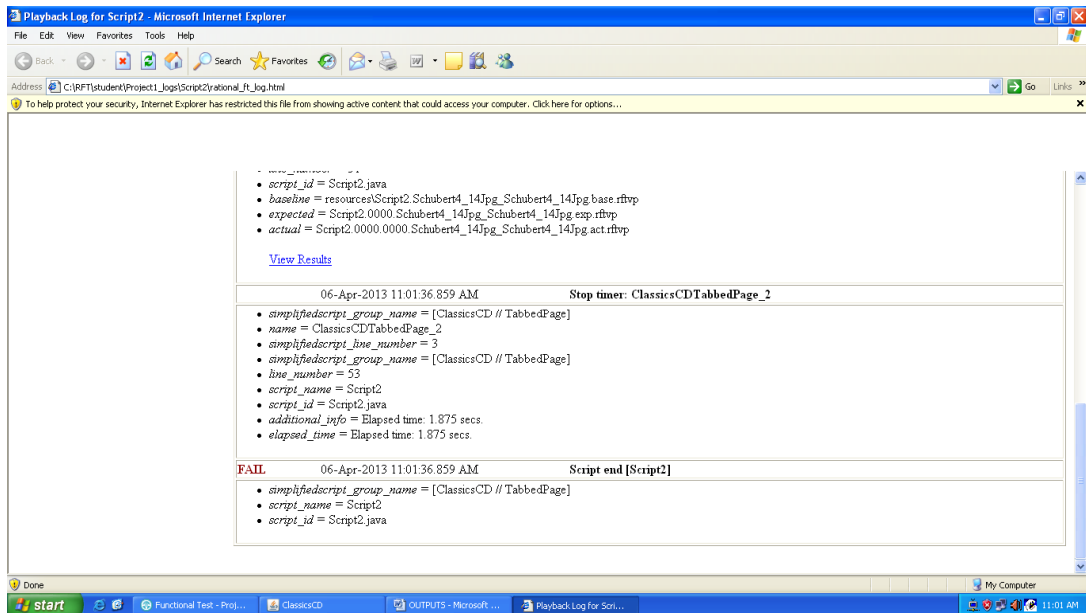 Playback Log for Script2 - Microsoft Internet Explorer
File Edit View Favorites Tools Help
Back Search Favorites
Address C:\RFT\student\Project1_logs\Script2\rational_ft_log.html Go Links »
To help protect your security, Internet Explorer has restricted this file from showing active content that could access your computer. Click here for options...
• script_id = Script2.java
• baseline = resources\Script2.Schubert4_14Jpg_Schubert4_14Jpg.base.rftvp
• expected = Script2.0000.Schubert4_14Jpg_Schubert4_14Jpg.exp.rftvp
• actual = Script2.0000.0000.Schubert4_14Jpg_Schubert4_14Jpg.act.rftvp
View Results
06-Apr-2013 11:01:36.859 AM Stop timer: ClassicsCDTabbedPage_2
• simplifiedscript_group_name = [ClassicsCD // TabbedPage]
• name = ClassicsCDTabbedPage_2
• simplifiedscript_line_number = 3
• simplifiedscript_group_name = [ClassicsCD // TabbedPage]
• line_number = 53
• script_name = Script2
• script_id = Script2.java
• additional_info = Elapsed time: 1.875 secs.
• elapsed_time = Elapsed time: 1.875 secs.
FAIL 06-Apr-2013 11:01:36.859 AM Script end [Script2]
• simplifiedscript_group_name = [ClassicsCD // TabbedPage]
• script_name = Script2
• script_id = Script2.java
Done My Computer
start Functional Test - Proj... ClassicsCD OUTPUTS - Microsoft ... Playback Log for Scri... 11:01 AM